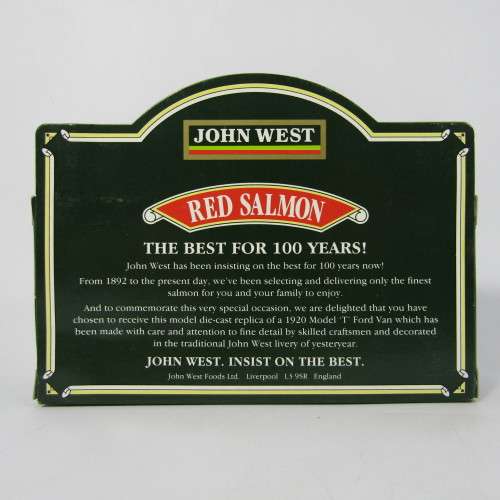 JOHN WEST
RED SALMON
THE BEST FOR 100 YEARS!
John West has been insisting on the best for 100 years now!
From 1892 to the present day, we've been selecting and delivering only the finest
salmon for you and your family to enjoy.
And to commemorate this very special occasion, we are delighted that you have
chosen to receive this model die-cast replica of a 1920 Model 'T' Ford Van which has
been made with care and attention to fine detail by skilled craftsmen and decorated
in the traditional John West livery of yesteryear.
JOHN WEST. INSIST ON THE BEST.
John West Foods Ltd. Liverpool L3 9SR England